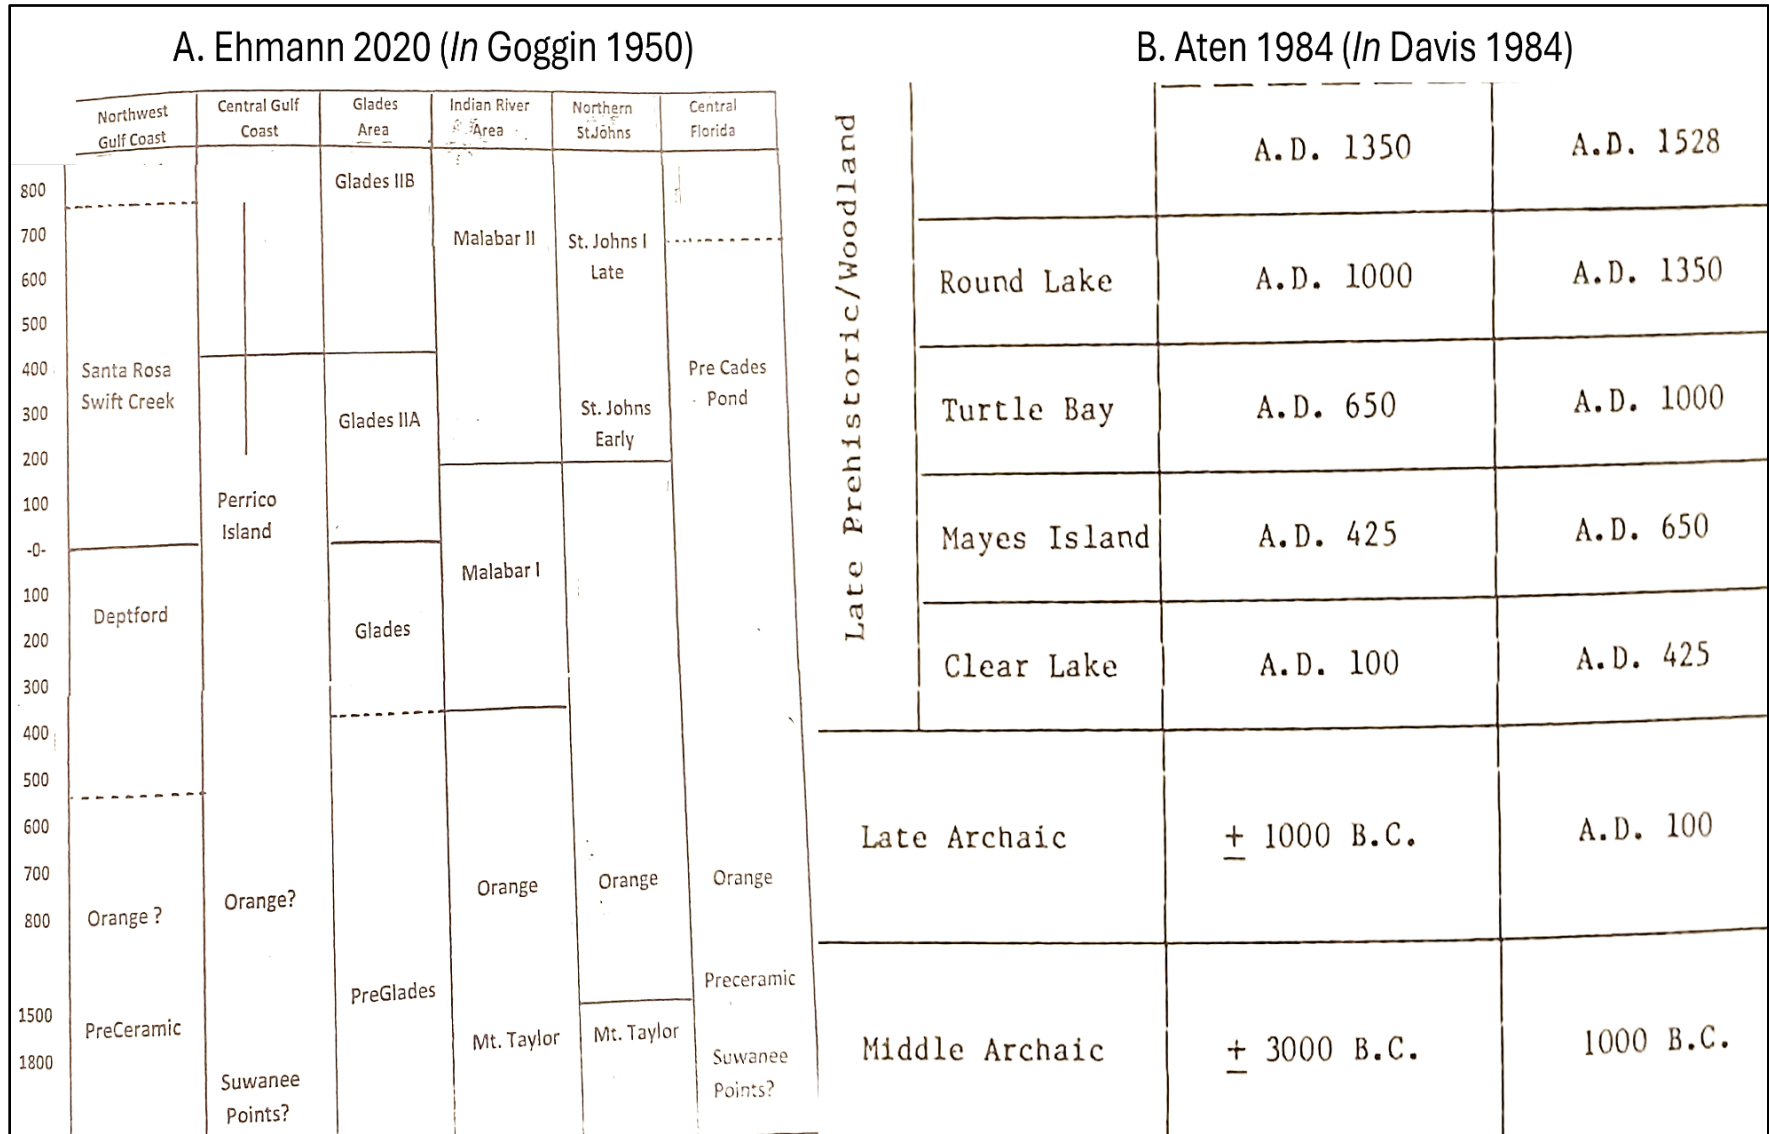 A. Ehmann 2020 (In Goggin 1950)
Northwest
Gulf Coast
Central Gulf
Coast
Glades
Area
Indian River
Area
Northern
St.Johns
Central
Florida
800
700
600
500
400
300
200
100
-0-
100
200
300
400
500
600
700
800
1500
1800
Santa Rosa
Swift Creek
Deptford
Orange ?
PreCeramic
Perrico
Island
Orange?
Suwanee
Points?
Glades IIB
Glades IIA
Glades
PreGlades
Malabar II
Malabar I
Orange
Mt. Taylor
St. Johns I
Late
St. Johns
Early
Orange
Mt. Taylor
Pre Cades
Pond
Orange
Preceramic
Suwanee
Points?
B. Aten 1984 (In Davis 1984)
Late Prehistoric/Woodland
A.D. 1350 A.D. 1528
Round Lake A.D. 1000 A.D. 1350
Turtle Bay A.D. 650 A.D. 1000
Mayes Island A.D. 425 A.D. 650
Clear Lake A.D. 100 A.D. 425
Late Archaic ± 1000 B.C. A.D. 100
Middle Archaic ± 3000 B.C. 1000 B.C.